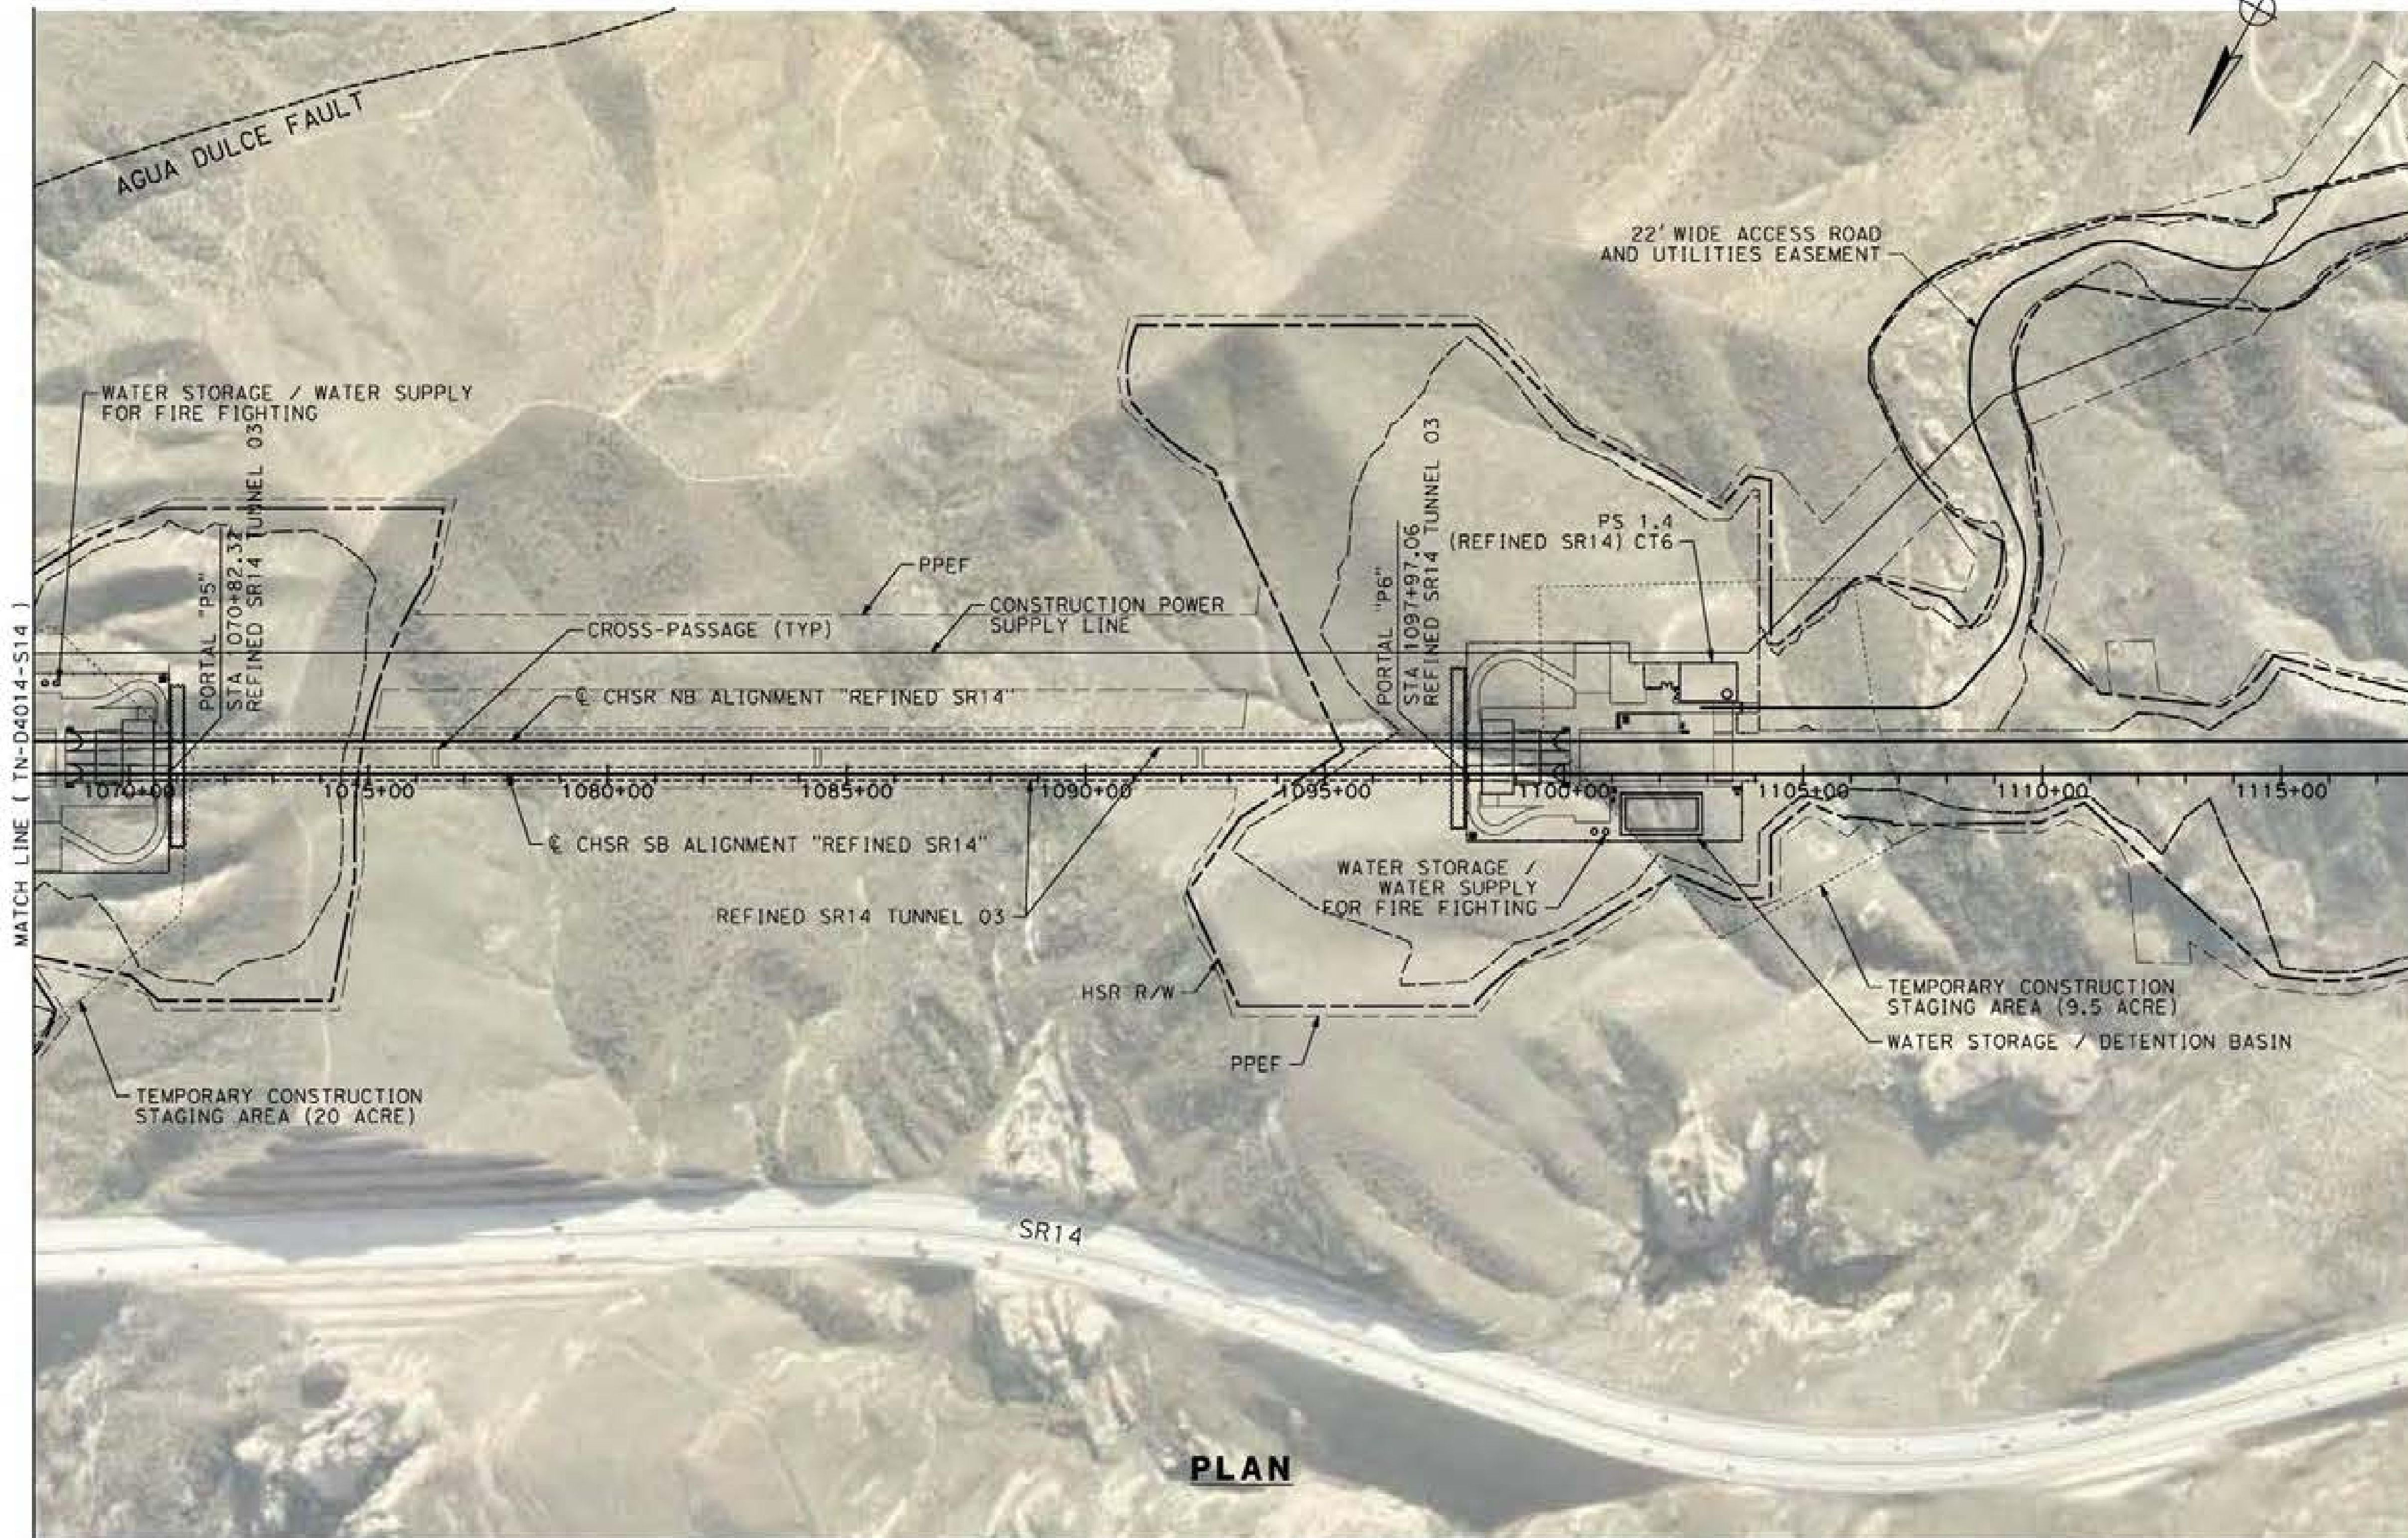 AGUA DULCE FAULT
22' WIDE ACCESS ROAD
AND UTILITIES EASEMENT
WATER STORAGE / WATER SUPPLY
FOR FIRE FIGHTING
PORTAL "P5"
STA 1070+82.32
REFINED SR14 TUNNEL 03
PPEF
CONSTRUCTION POWER
SUPPLY LINE
CROSS-PASSAGE (TYP)
PORTAL "P6"
STA 1097+97.06
REFINED SR14 TUNNEL 03
PS 1.4
(REFINED SR14) CT6
MATCH LINE ( TN-D4014-S14 )
℄ CHSR NB ALIGNMENT "REFINED SR14"
1070+00
1075+00
1080+00
1085+00
1090+00
1095+00
1100+00
1105+00
1110+00
1115+00
℄ CHSR SB ALIGNMENT "REFINED SR14"
WATER STORAGE /
WATER SUPPLY
FOR FIRE FIGHTING
REFINED SR14 TUNNEL 03
HSR R/W
PPEF
TEMPORARY CONSTRUCTION
STAGING AREA (9.5 ACRE)
WATER STORAGE / DETENTION BASIN
TEMPORARY CONSTRUCTION
STAGING AREA (20 ACRE)
SR14
PLAN